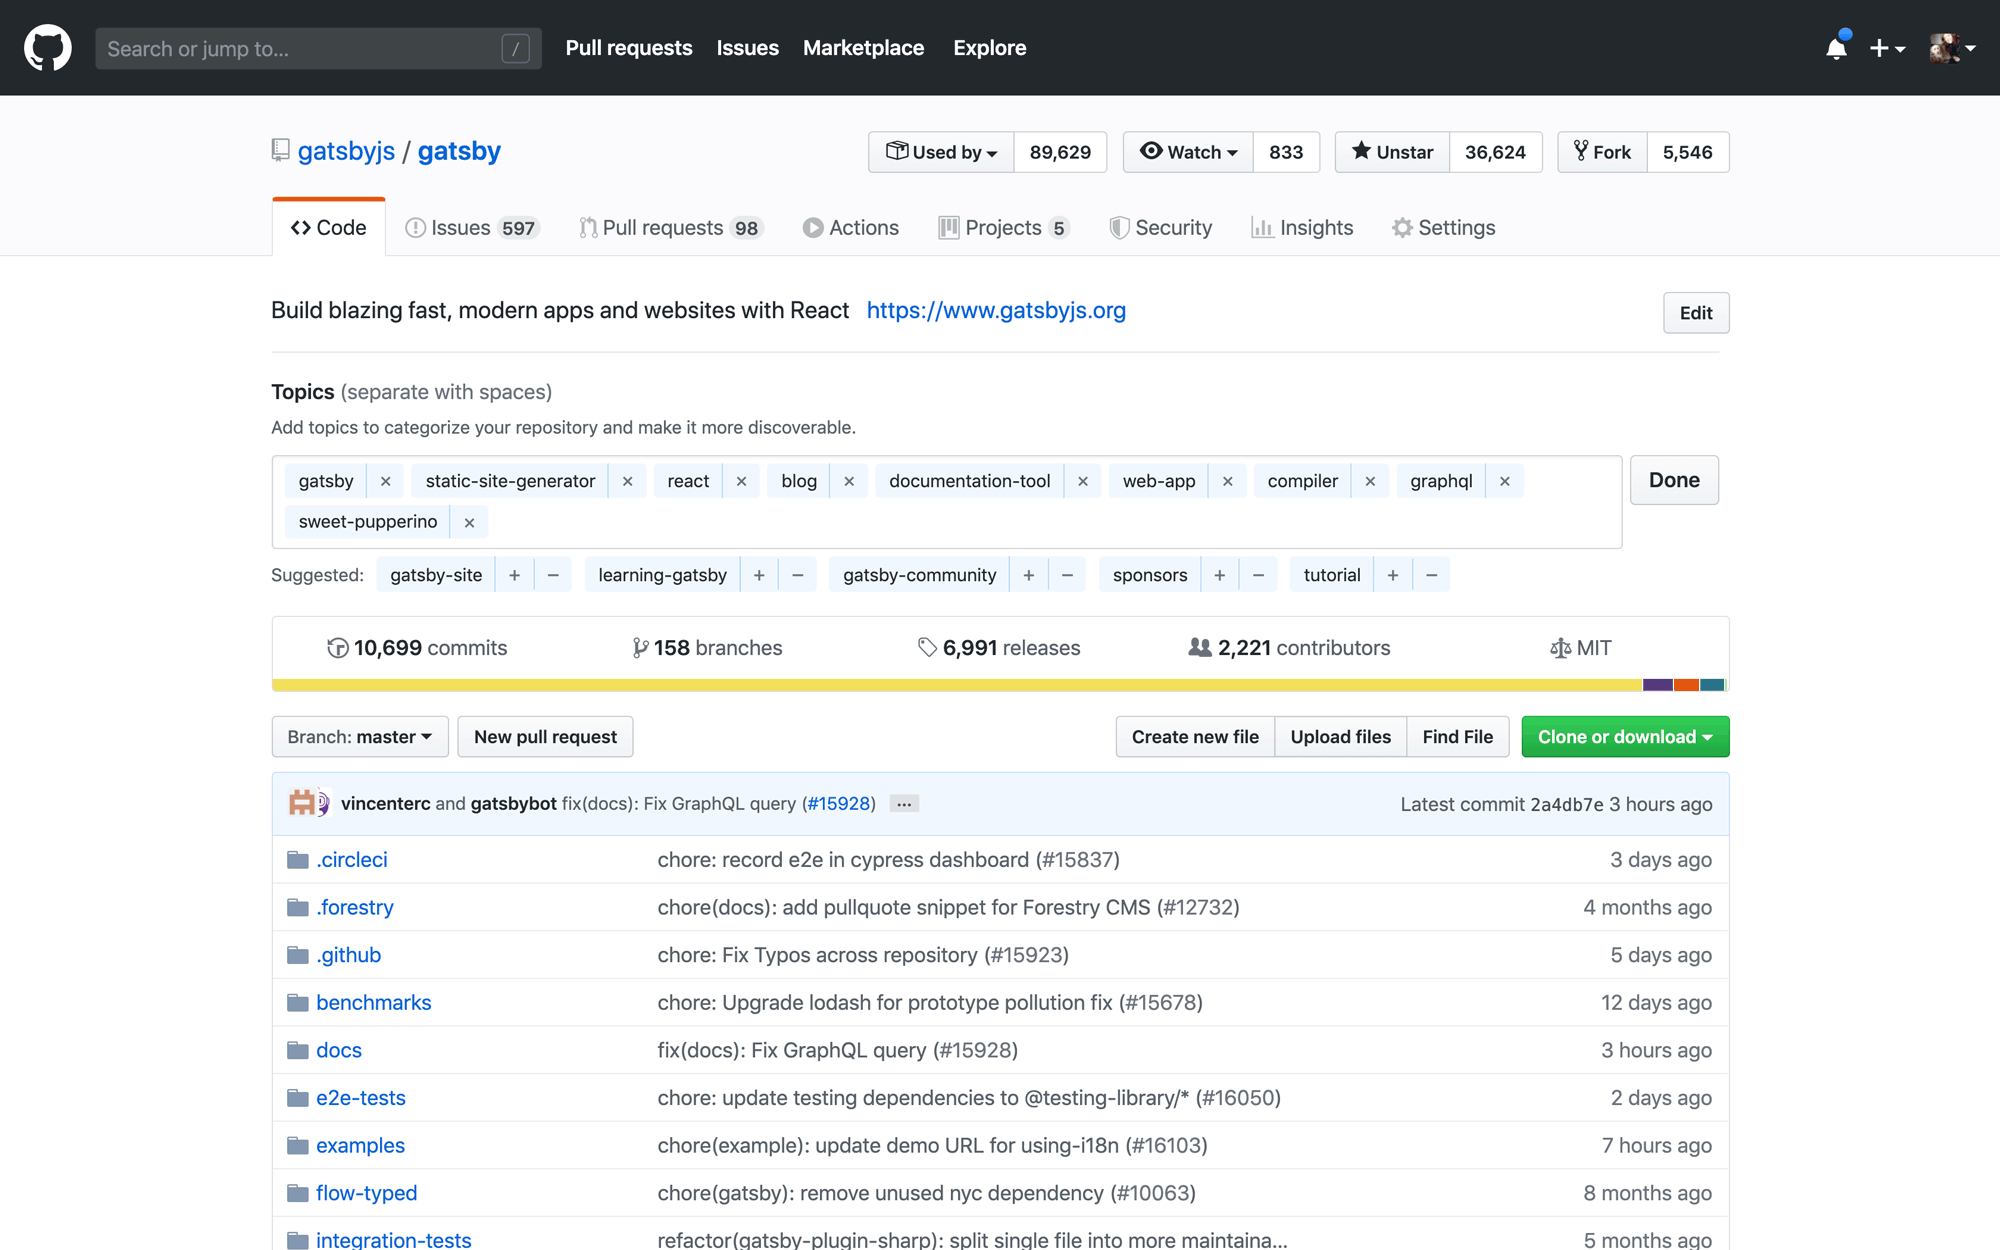 Search or jump to... / Pull requests Issues Marketplace Explore
gatsbyjs / gatsby Used by 89,629 Watch 833 Unstar 36,624 Fork 5,546
Code Issues 597 Pull requests 98 Actions Projects 5 Security Insights Settings
Build blazing fast, modern apps and websites with React https://www.gatsbyjs.org Edit
Topics (separate with spaces)
Add topics to categorize your repository and make it more discoverable.
gatsby × static-site-generator × react × blog × documentation-tool × web-app × compiler × graphql × Done
sweet-pupperino ×
Suggested: gatsby-site + − learning-gatsby + − gatsby-community + − sponsors + − tutorial + −
10,699 commits 158 branches 6,991 releases 2,221 contributors MIT
Branch: master New pull request Create new file Upload files Find File Clone or download
vincenterc and gatsbybot fix(docs): Fix GraphQL query (#15928) ... Latest commit 2a4db7e 3 hours ago
.circleci chore: record e2e in cypress dashboard (#15837) 3 days ago
.forestry chore(docs): add pullquote snippet for Forestry CMS (#12732) 4 months ago
.github chore: Fix Typos across repository (#15923) 5 days ago
benchmarks chore: Upgrade lodash for prototype pollution fix (#15678) 12 days ago
docs fix(docs): Fix GraphQL query (#15928) 3 hours ago
e2e-tests chore: update testing dependencies to @testing-library/* (#16050) 2 days ago
examples chore(example): update demo URL for using-i18n (#16103) 7 hours ago
flow-typed chore(gatsby): remove unused nyc dependency (#10063) 8 months ago
integration-tests refactor(gatsby-plugin-sharp): split single file into more maintaina... 5 months ago